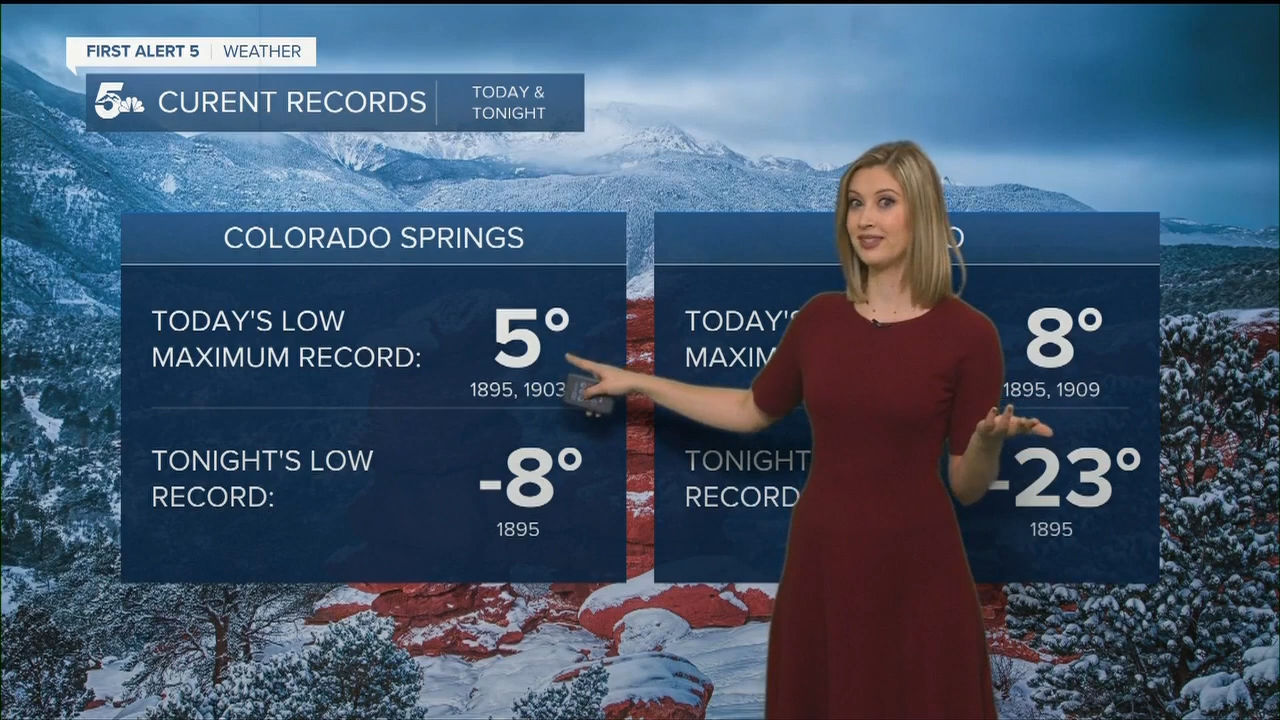 FIRST ALERT 5 | WEATHER
5 CURENT RECORDS
TODAY &
TONIGHT
COLORADO SPRINGS
TODAY'S LOW
MAXIMUM RECORD:
5°
1895, 1903
TONIGHT'S LOW
RECORD:
-8°
1895
O
TODAY'S
MAXIM
8°
1895, 1909
TONIGHT
RECORD
-23°
1895